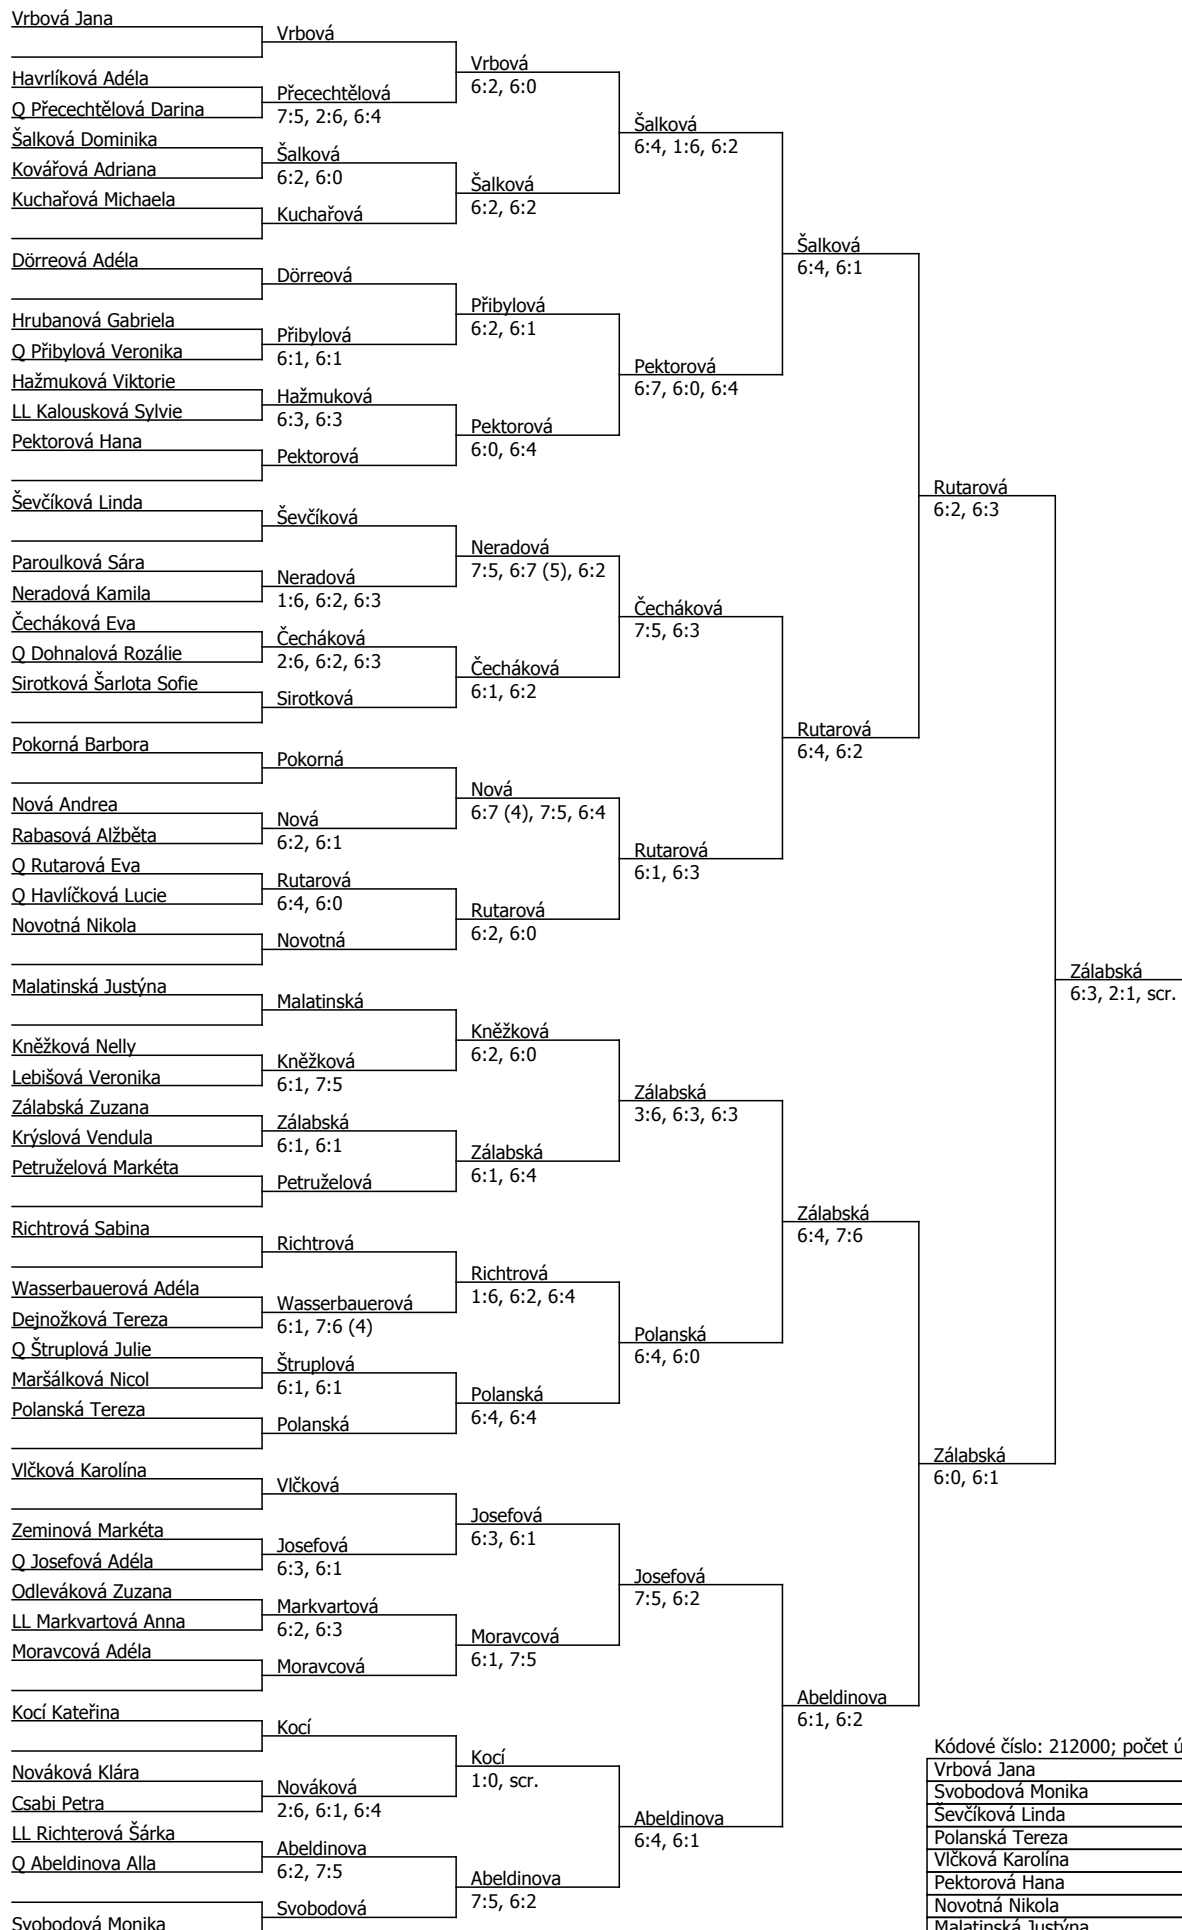 Vrbová Jana
Havrlíková Adéla
Q Přecechtělová Darina
Šalková Dominika
Kovářová Adriana
Kuchařová Michaela
Dörreová Adéla
Hrubanová Gabriela
Q Přibylová Veronika
Hažmuková Viktorie
LL Kalousková Sylvie
Pektorová Hana
Ševčíková Linda
Paroulková Sára
Neradová Kamila
Čecháková Eva
Q Dohnalová Rozálie
Sirotková Šarlota Sofie
Pokorná Barbora
Nová Andrea
Rabasová Alžběta
Q Rutarová Eva
Q Havlíčková Lucie
Novotná Nikola
Malatinská Justýna
Kněžková Nelly
Lebišová Veronika
Zálabská Zuzana
Krýslová Vendula
Petruželová Markéta
Richtrová Sabina
Wasserbauerová Adéla
Dejnožková Tereza
Q Štruplová Julie
Maršálková Nicol
Polanská Tereza
Vlčková Karolína
Zeminová Markéta
Q Josefová Adéla
Odleváková Zuzana
LL Markvartová Anna
Moravcová Adéla
Kocí Kateřina
Nováková Klára
Csabi Petra
LL Richterová Šárka
Q Abeldinova Alla
Svobodová Monika
Vrbová
Přecechtělová
7:5, 2:6, 6:4
Šalková
6:2, 6:0
Kuchařová
Dörreová
Přibylová
6:1, 6:1
Hažmuková
6:3, 6:3
Pektorová
Ševčíková
Neradová
1:6, 6:2, 6:3
Čecháková
2:6, 6:2, 6:3
Sirotková
Pokorná
Nová
6:2, 6:1
Rutarová
6:4, 6:0
Novotná
Malatinská
Kněžková
6:1, 7:5
Zálabská
6:1, 6:1
Petruželová
Richtrová
Wasserbauerová
6:1, 7:6 (4)
Štruplová
6:1, 6:1
Polanská
Vlčková
Josefová
6:3, 6:1
Markvartová
6:2, 6:3
Moravcová
Kocí
Nováková
2:6, 6:1, 6:4
Abeldinova
6:2, 7:5
Svobodová
Vrbová
6:2, 6:0
Šalková
6:2, 6:2
Přibylová
6:2, 6:1
Pektorová
6:0, 6:4
Neradová
7:5, 6:7 (5), 6:2
Čecháková
6:1, 6:2
Nová
6:7 (4), 7:5, 6:4
Rutarová
6:2, 6:0
Kněžková
6:2, 6:0
Zálabská
6:1, 6:4
Richtrová
1:6, 6:2, 6:4
Polanská
6:4, 6:4
Josefová
6:3, 6:1
Moravcová
6:1, 7:5
Kocí
1:0, scr.
Abeldinova
7:5, 6:2
Šalková
6:4, 1:6, 6:2
Pektorová
6:7, 6:0, 6:4
Čecháková
7:5, 6:3
Rutarová
6:1, 6:3
Zálabská
3:6, 6:3, 6:3
Polanská
6:4, 6:0
Josefová
7:5, 6:2
Abeldinova
6:4, 6:1
Šalková
6:4, 6:1
Rutarová
6:4, 6:2
Zálabská
6:4, 7:6
Abeldinova
6:1, 6:2
Rutarová
6:2, 6:3
Zálabská
6:0, 6:1
Zálabská
6:3, 2:1, scr.
Kódové číslo: 212000; počet ú
Vrbová Jana
Svobodová Monika
Ševčíková Linda
Polanská Tereza
Vlčková Karolína
Pektorová Hana
Novotná Nikola
Malatinská Justýna